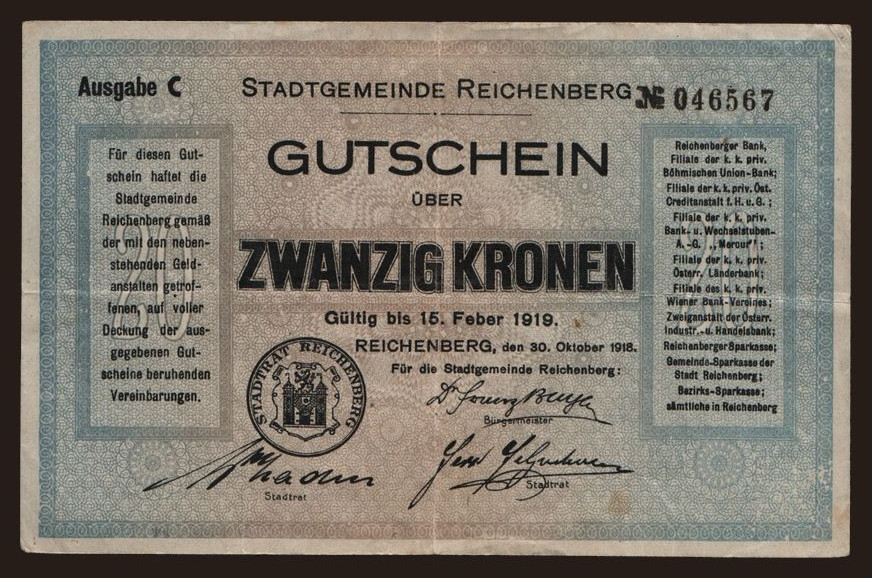 Ausgabe C
STADTGEMEINDE REICHENBERG № 046567
GUTSCHEIN
ÜBER
ZWANZIG KRONEN
Gültig bis 15. Feber 1919.
REICHENBERG, den 30. Oktober 1918.
Für die Stadtgemeinde Reichenberg:
Bürgermeister
Stadtrat
Stadtrat
STADTRAT REICHENBERG
Für diesen Gut-
schein haftet die
Stadtgemeinde
Reichenberg gemäß
der mit den neben-
stehenden Geld-
anstalten getrof-
fenen, auf voller
Deckung der aus-
gegebenen Gut-
scheine beruhenden
Vereinbarungen.
20
Reichenberger Bank,
Filiale der k. k. priv.
Böhmischen Union-Bank;
Filiale der k. k. priv. Öst.
Creditanstalt f. H. u. G.;
Filiale der k. k. priv.
Bank- u. Wechselstuben-
A.-G. „Mercur";
Filiale der k. k. priv.
Österr. Länderbank;
Filiale des k. k. priv.
Wiener Bank-Vereines;
Zweiganstalt der Österr.
Industr.- u. Handelsbank;
Reichenberger Sparkasse;
Gemeinde-Sparkasse der
Stadt Reichenberg;
Bezirks-Sparkasse;
sämtliche in Reichenberg